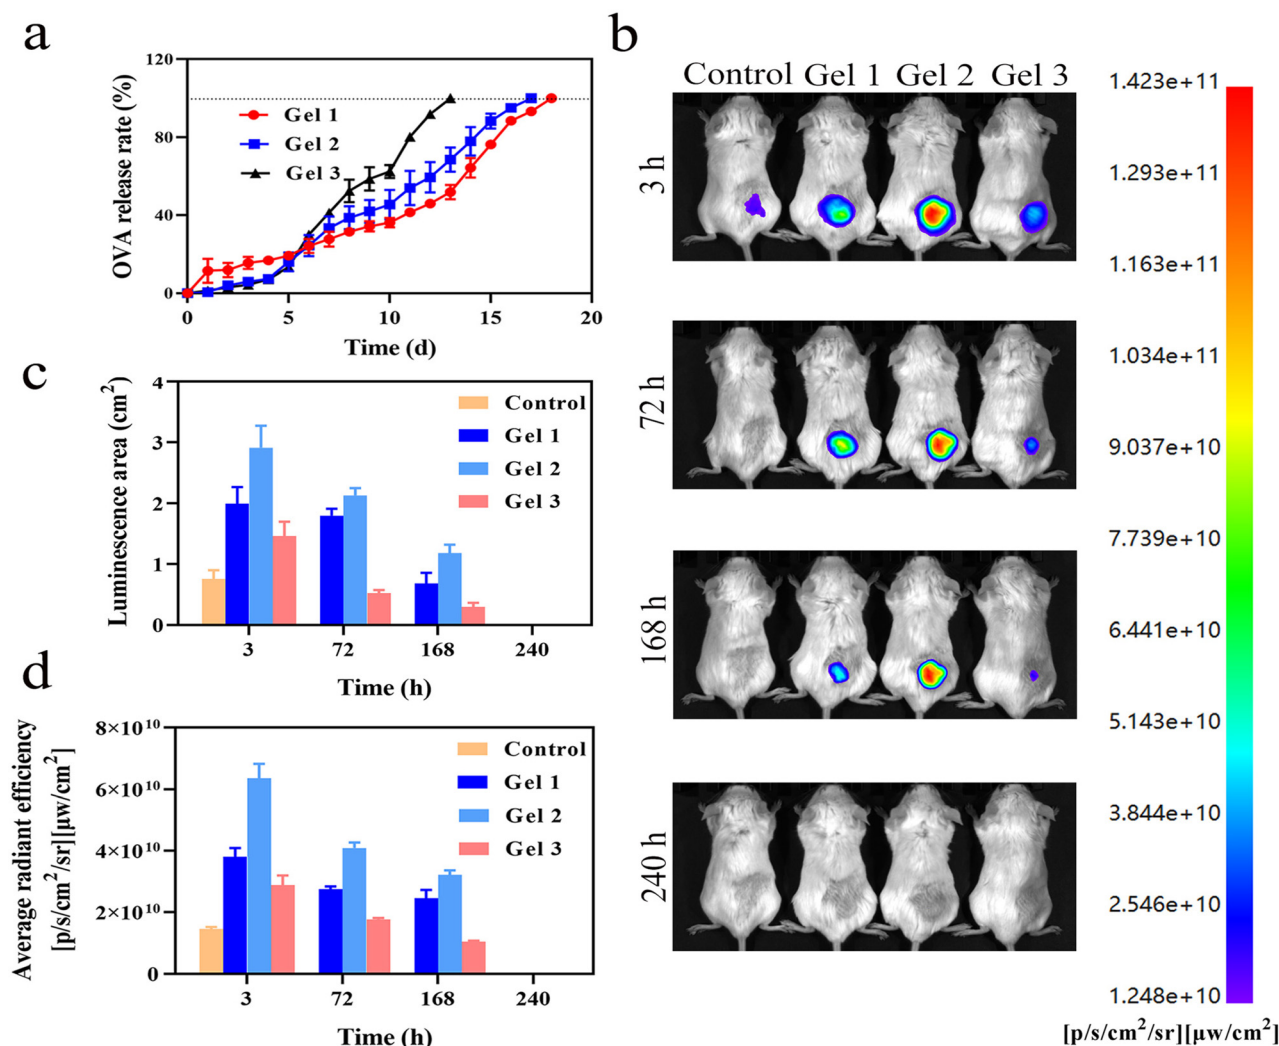 a
OVA release rate (%)
120
80
40
0
Gel 1
Gel 2
Gel 3
0
5
10
15
20
Time (d)
b
Control Gel 1 Gel 2 Gel 3
3 h
72 h
168 h
240 h
1.423e+11
1.293e+11
1.163e+11
1.034e+11
9.037e+10
7.739e+10
6.441e+10
5.143e+10
3.844e+10
2.546e+10
1.248e+10
[p/s/cm²/sr][μw/cm²]
c
Luminescence area (cm²)
4
3
2
1
0
Control
Gel 1
Gel 2
Gel 3
3
72
168
240
Time (h)
d
Average radiant efficiency
[p/s/cm²/sr][μw/cm²]
8×10¹⁰
6×10¹⁰
4×10¹⁰
2×10¹⁰
0
Control
Gel 1
Gel 2
Gel 3
3
72
168
240
Time (h)